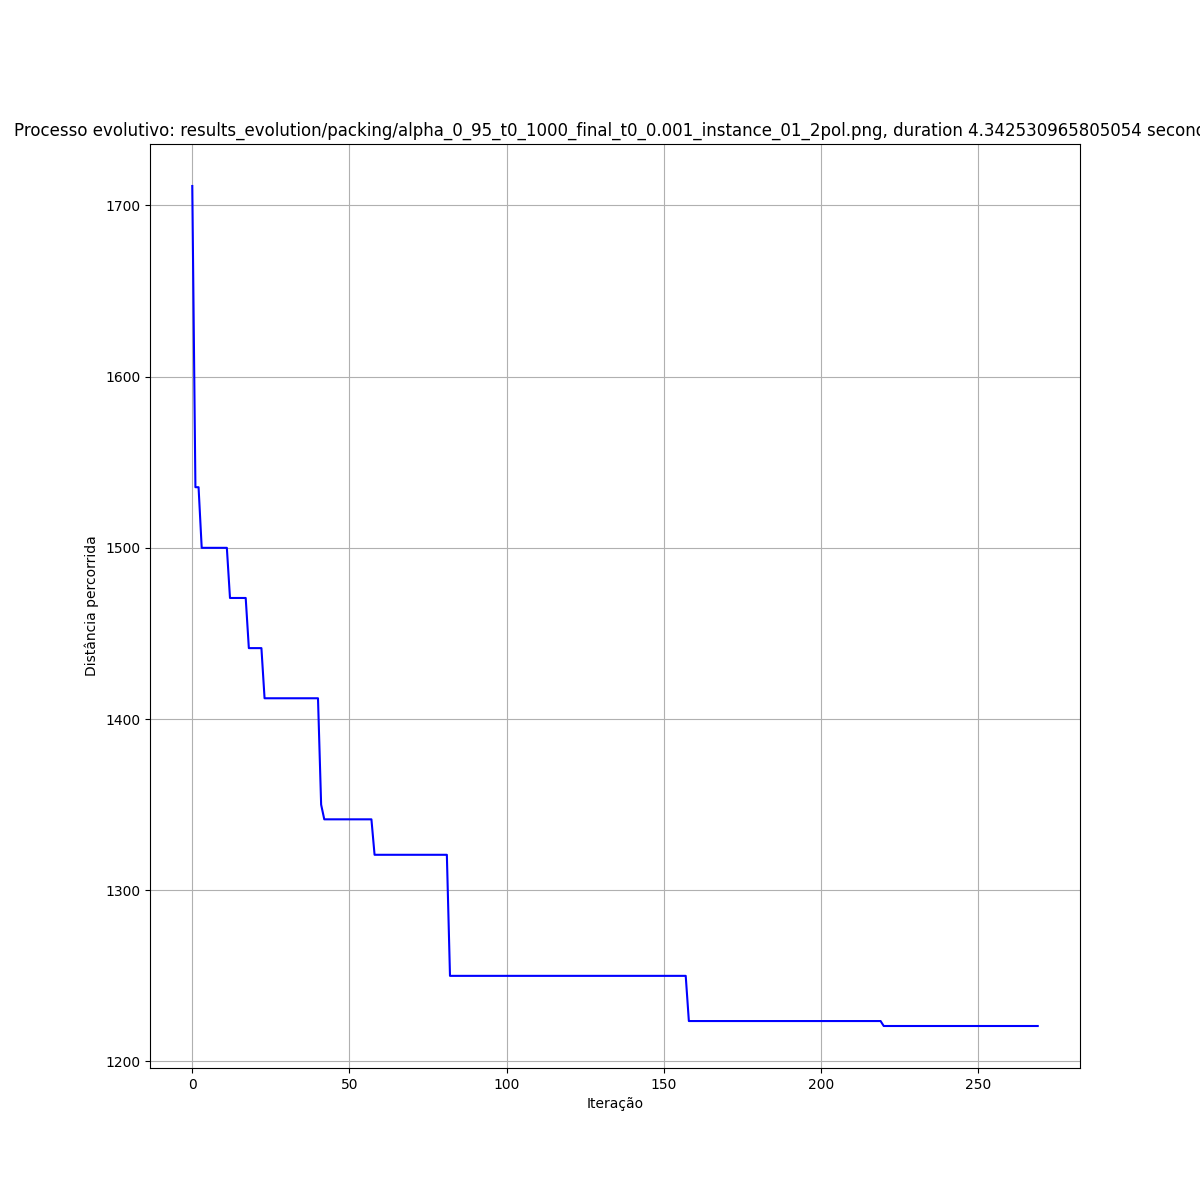 Processo evolutivo: results_evolution/packing/alpha_0_95_t0_1000_final_t0_0.001_instance_01_2pol.png, duration 4.342530965805054
1700
1600
1500
1400
1300
1200
Distância percorrida
0 50 100 150 200 250
Iteração